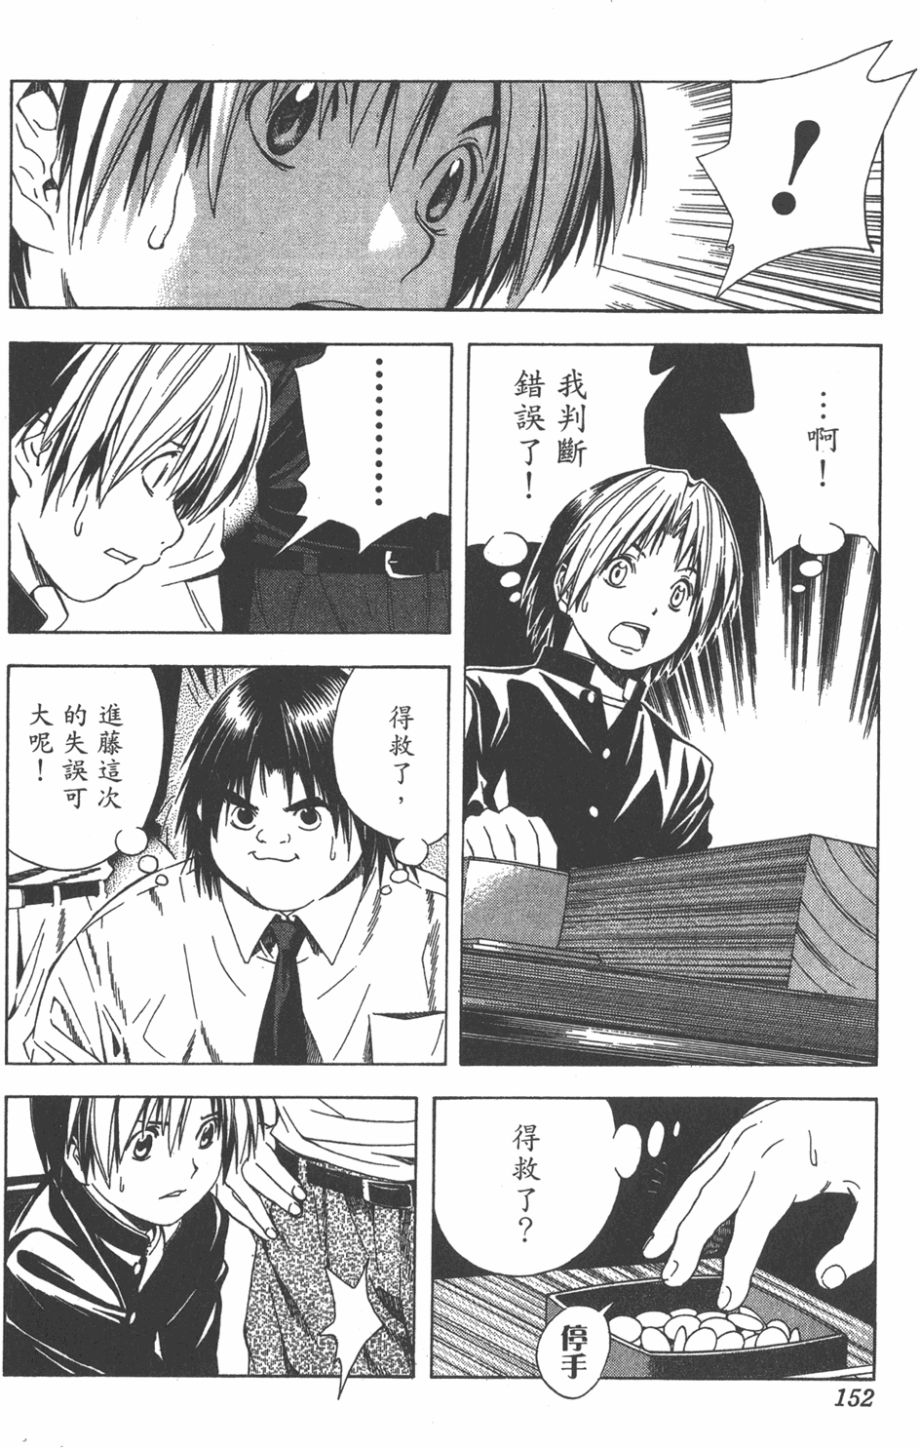 !
…啊！
我判斷
錯誤了！
…………
得救了，
進藤這次
的失誤可
大呢！
得救了？
停手
152